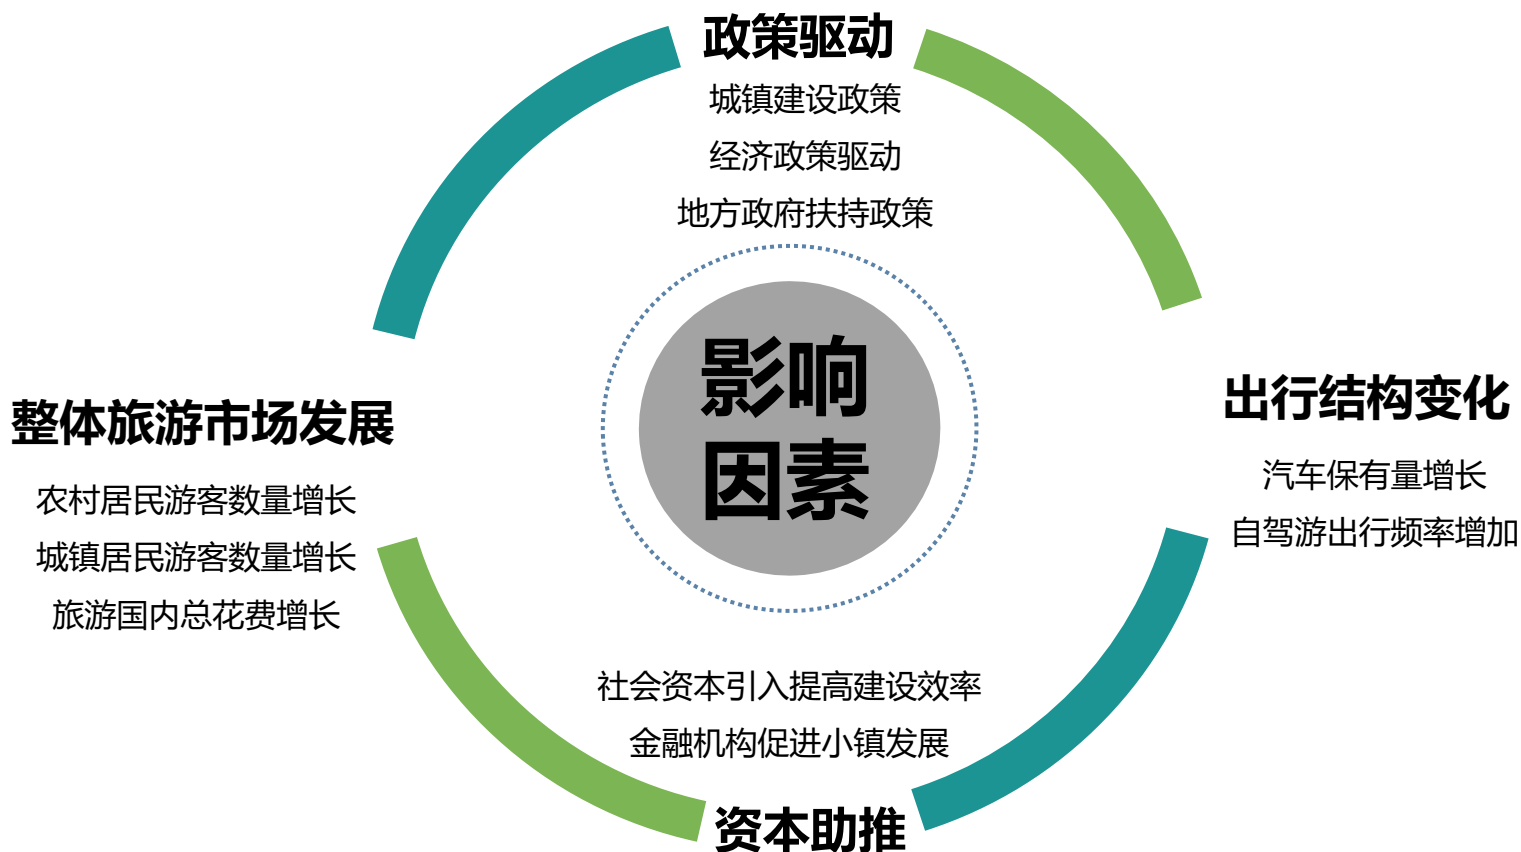 政策驱动
城镇建设政策
经济政策驱动
地方政府扶持政策
影响
因素
整体旅游市场发展
农村居民游客数量增长
城镇居民游客数量增长
旅游国内总花费增长
出行结构变化
汽车保有量增长
自驾游出行频率增加
社会资本引入提高建设效率
金融机构促进小镇发展
资本助推